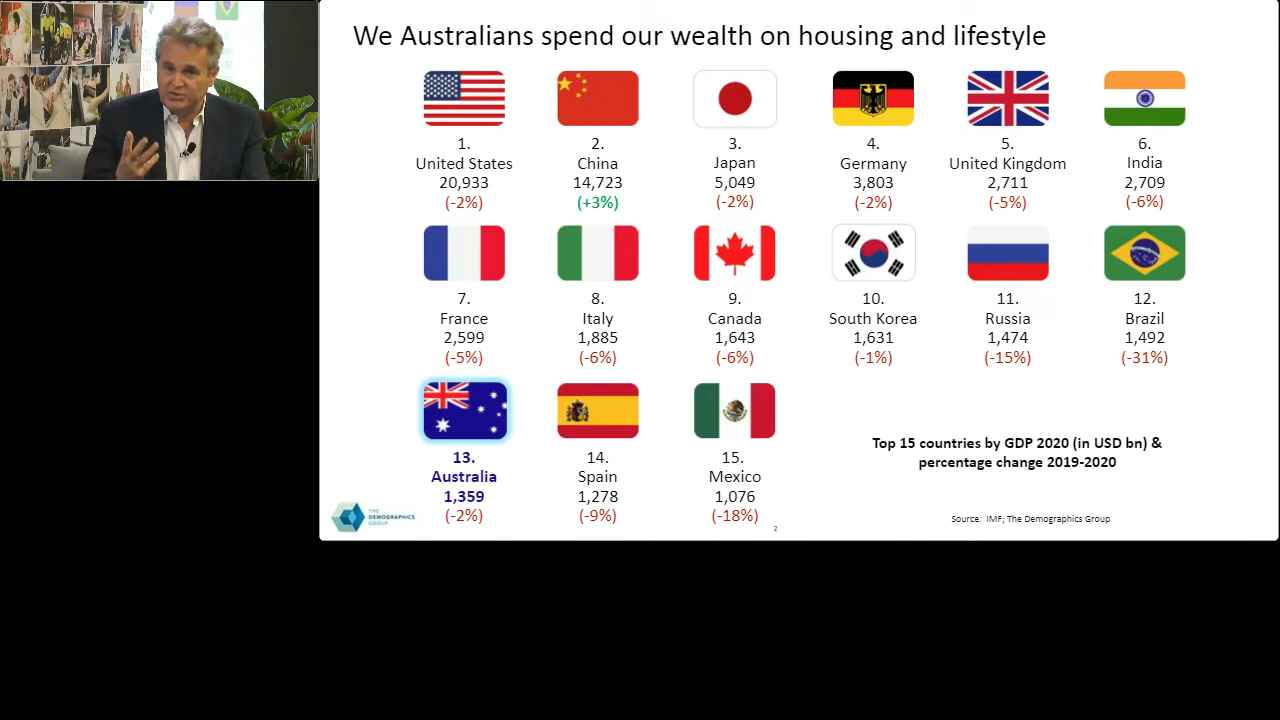 We Australians spend our wealth on housing and lifestyle
1.
United States
20,933
(-2%)
2.
China
14,723
(+3%)
3.
Japan
5,049
(-2%)
4.
Germany
3,803
(-2%)
5.
United Kingdom
2,711
(-5%)
6.
India
2,709
(-6%)
7.
France
2,599
(-5%)
8.
Italy
1,885
(-6%)
9.
Canada
1,643
(-6%)
10.
South Korea
1,631
(-1%)
11.
Russia
1,474
(-15%)
12.
Brazil
1,492
(-31%)
13.
Australia
1,359
(-2%)
14.
Spain
1,278
(-9%)
15.
Mexico
1,076
(-18%)
Top 15 countries by GDP 2020 (in USD bn) &
percentage change 2019-2020
THE
DEMOGRAPHICS
GROUP
2
Source: IMF; The Demographics Group